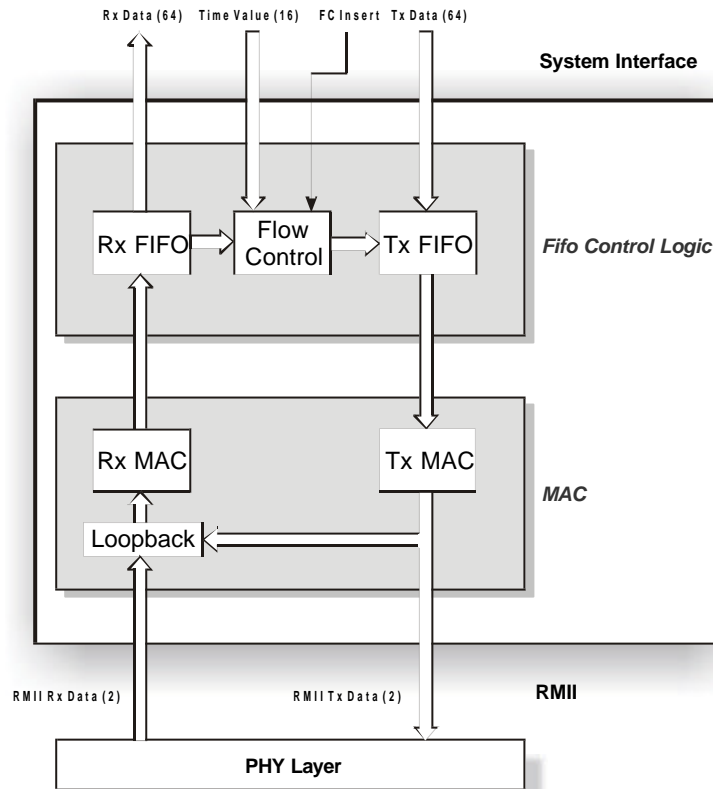 Rx Data (64) Time Value (16) FC Insert Tx Data (64)
System Interface
Rx FIFO
Flow
Control
Tx FIFO
Fifo Control Logic
Rx MAC
Tx MAC
MAC
Loopback
RMII Rx Data (2)
RMII Tx Data (2)
RMII
PHY Layer